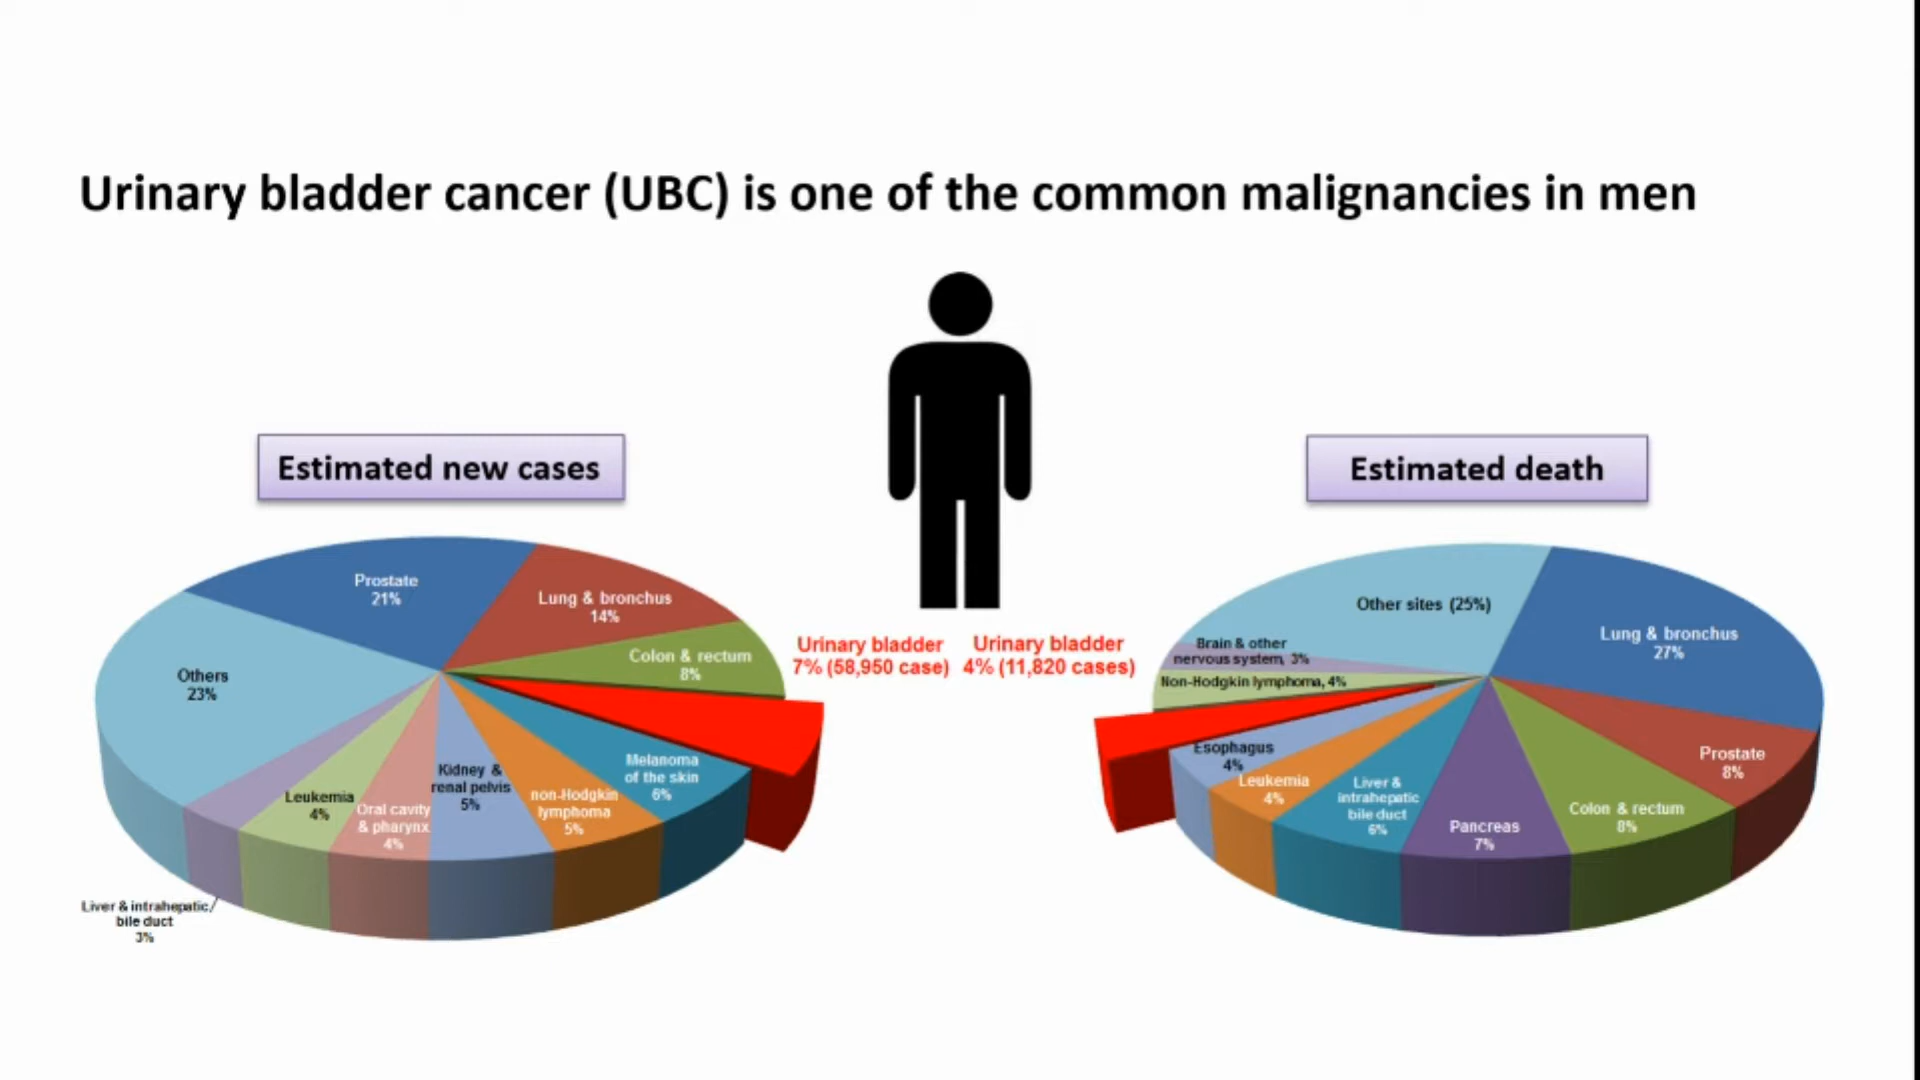 Urinary bladder cancer (UBC) is one of the common malignancies in men
Estimated new cases
Prostate
21%
Lung & bronchus
14%
Colon & rectum
8%
Urinary bladder
7% (58,950 case)
Melanoma
of the skin
6%
non-Hodgkin
lymphoma
5%
Kidney &
renal pelvis
5%
Oral cavity
& pharynx
4%
Leukemia
4%
Liver & intrahepatic
bile duct
3%
Others
23%
Estimated death
Other sites (25%)
Lung & bronchus
27%
Prostate
8%
Colon & rectum
8%
Pancreas
7%
Liver &
intrahepatic
bile duct
6%
Leukemia
4%
Esophagus
4%
Urinary bladder
4% (11,820 cases)
Non-Hodgkin lymphoma, 4%
Brain & other
nervous system, 3%